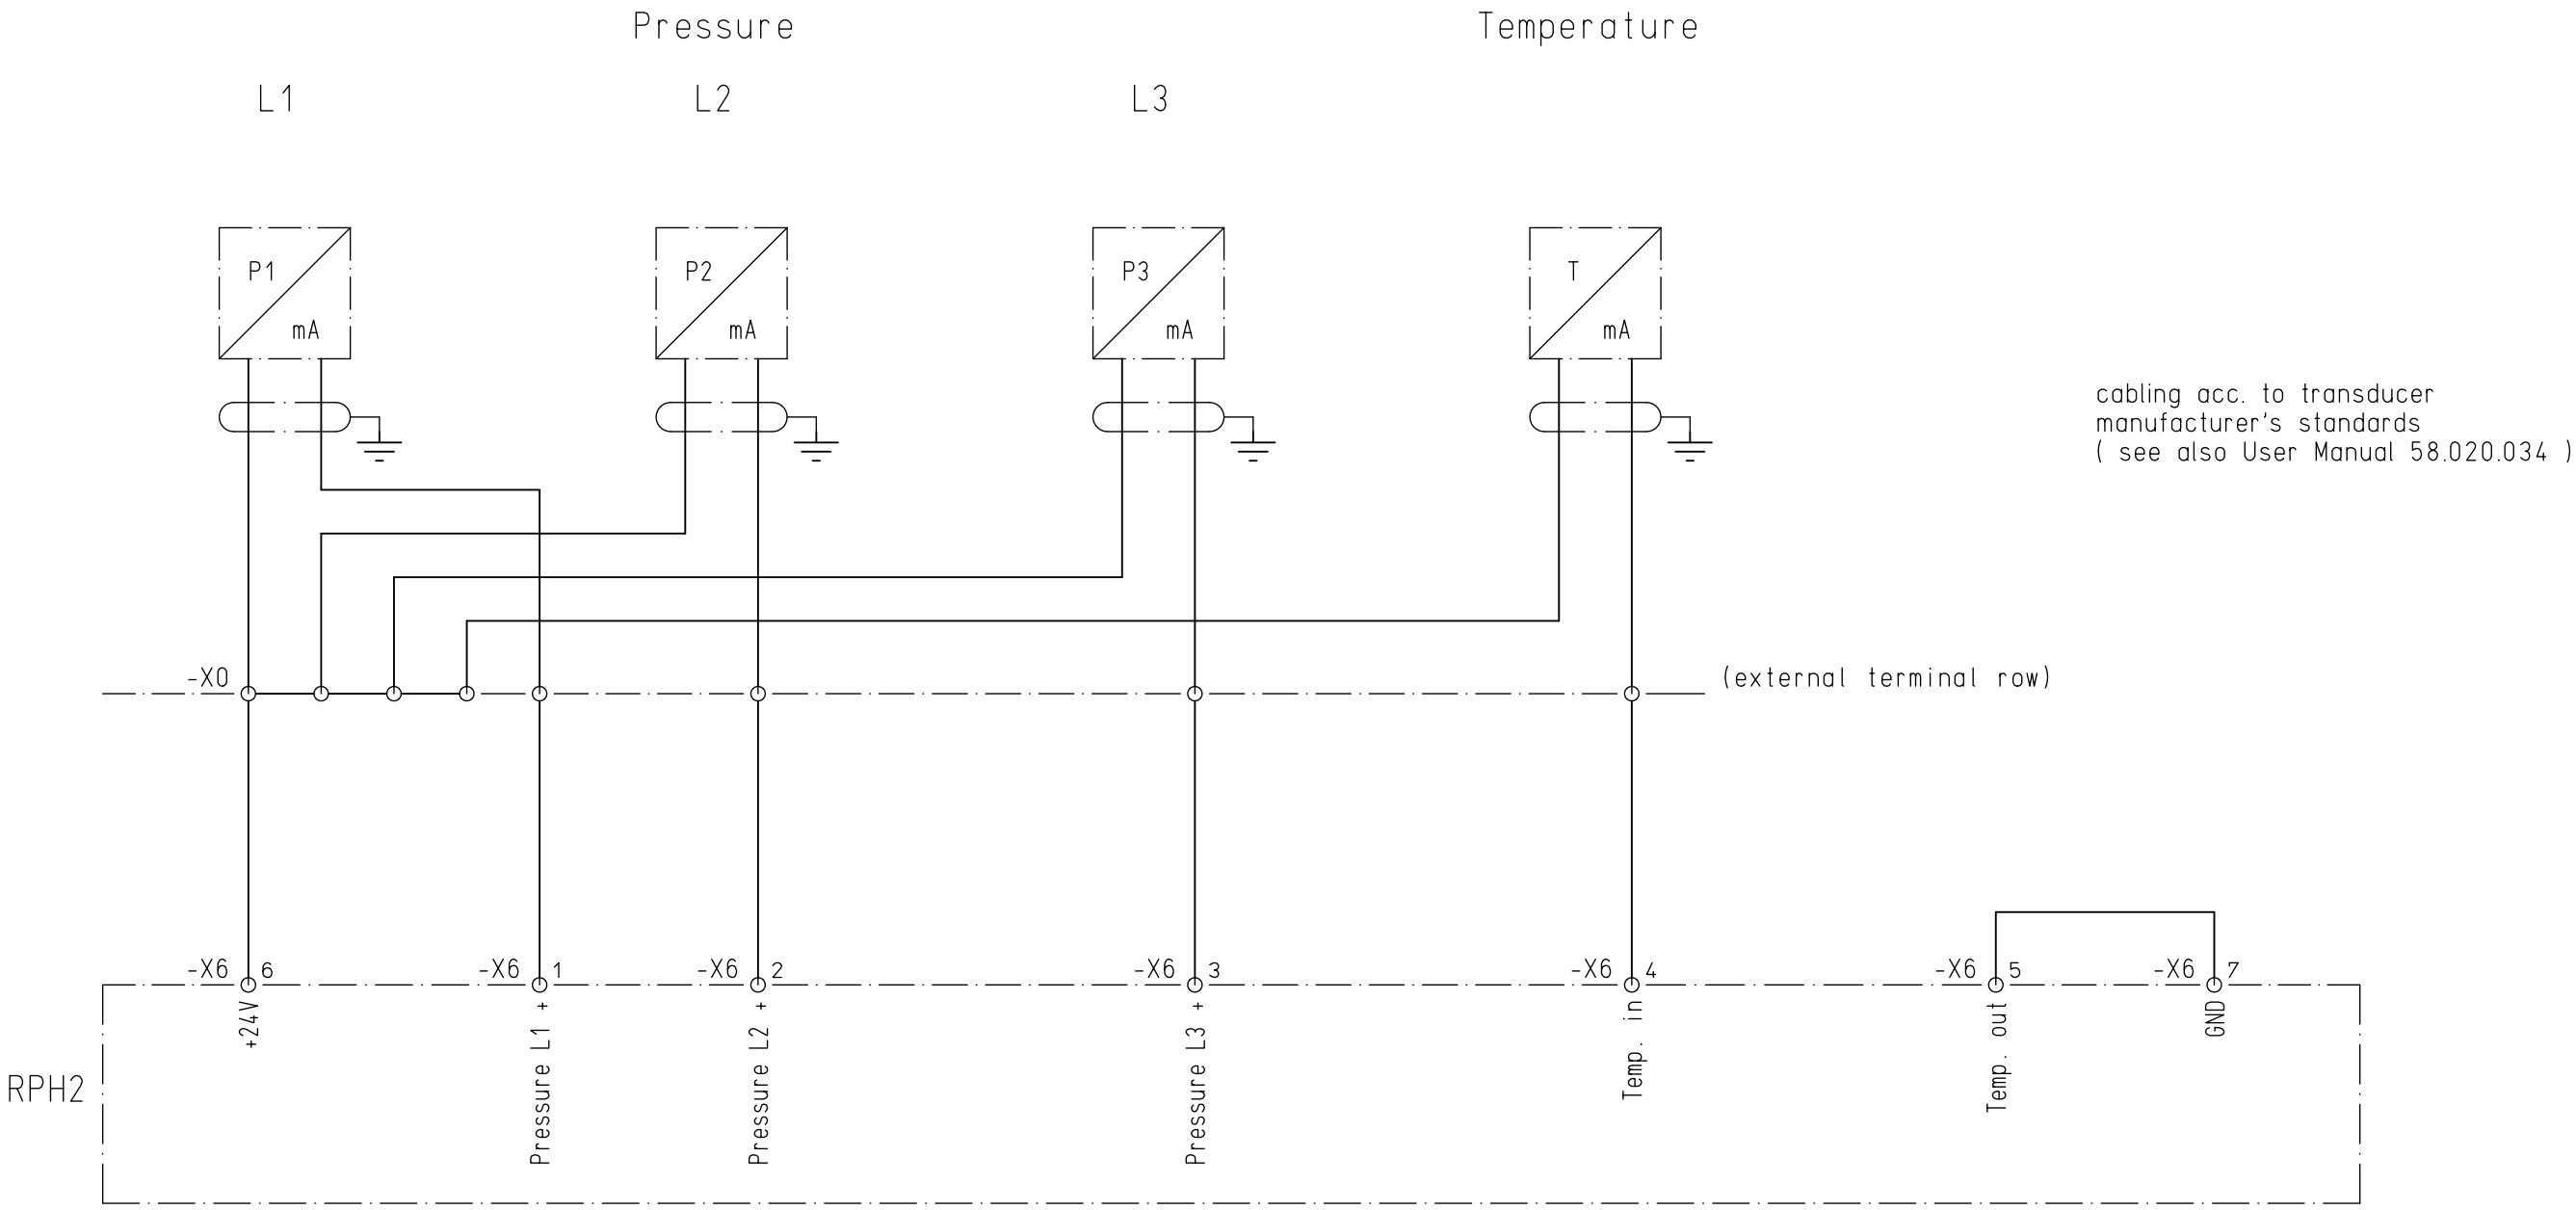 Pressure
Temperature
L1
L2
L3
P1
mA
P2
mA
P3
mA
T
mA
cabling acc. to transducer
manufacturer's standards
( see also User Manual 58.020.034 )
-X0
(external terminal row)
-X6 6
-X6 1
-X6 2
-X6 3
-X6 4
-X6 5
-X6 7
+24V
Pressure L1 +
Pressure L2 +
Pressure L3 +
Temp. in
Temp. out
GND
RPH2